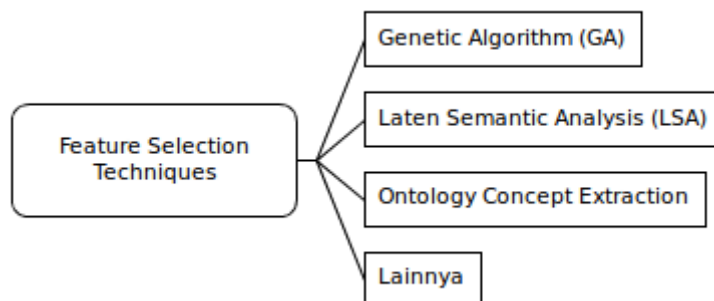 Feature Selection
Techniques
Genetic Algorithm (GA)
Laten Semantic Analysis (LSA)
Ontology Concept Extraction
Lainnya